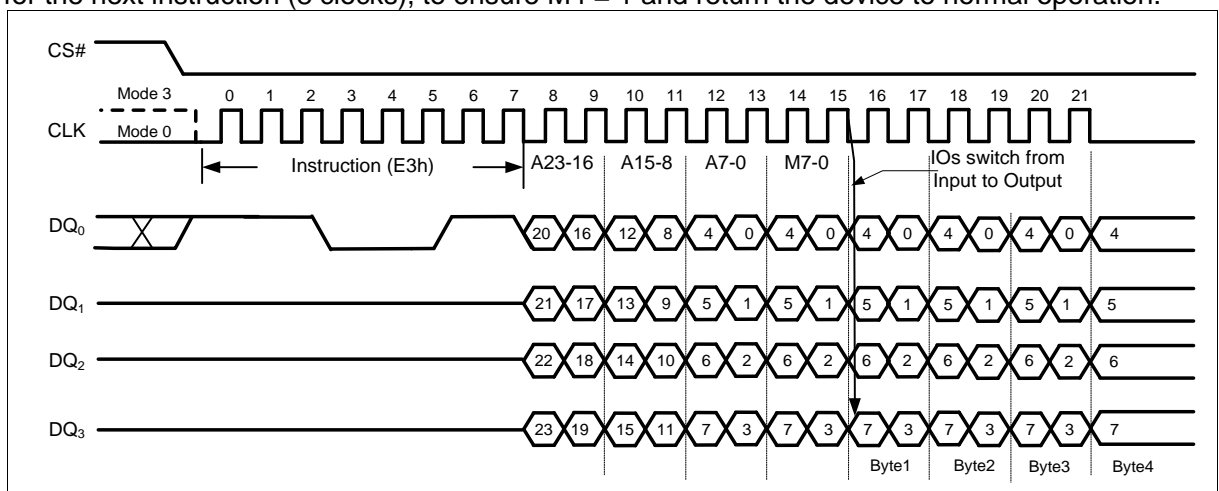 for the next instruction (8 clocks), to ensure M4 = 1 and return the device to normal operation.
CS#
Mode 3
0 1 2 3 4 5 6 7 8 9 10 11 12 13 14 15 16 17 18 19 20 21
CLK
Mode 0
Instruction (E3h)
A23-16 A15-8 A7-0 M7-0
IOs switch from
Input to Output
DQ0
20 16 12 8 4 0 4 0 4 0 4 0 4 0 4
DQ1
21 17 13 9 5 1 5 1 5 1 5 1 5 1 5
DQ2
22 18 14 10 6 2 6 2 6 2 6 2 6 2 6
DQ3
23 19 15 11 7 3 7 3 7 3 7 3 7 3 7
Byte1 Byte2 Byte3 Byte4